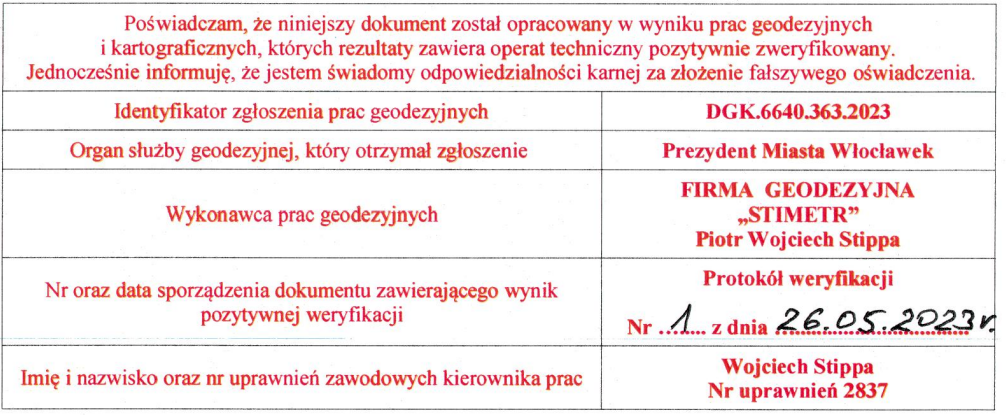 Poświadczam, że niniejszy dokument został opracowany w wyniku prac geodezyjnych
i kartograficznych, których rezultaty zawiera operat techniczny pozytywnie zweryfikowany.
Jednocześnie informuję, że jestem świadomy odpowiedzialności karnej za złożenie fałszywego oświadczenia.
Identyfikator zgłoszenia prac geodezyjnych
DGK.6640.363.2023
Organ służby geodezyjnej, który otrzymał zgłoszenie
Prezydent Miasta Włocławek
Wykonawca prac geodezyjnych
FIRMA GEODEZYJNA
„STIMETR”
Piotr Wojciech Stippa
Nr oraz data sporządzenia dokumentu zawierającego wynik
pozytywnej weryfikacji
Protokół weryfikacji
Nr ...1.... z dnia 26.05.2023r.
Imię i nazwisko oraz nr uprawnień zawodowych kierownika prac
Wojciech Stippa
Nr uprawnień 2837